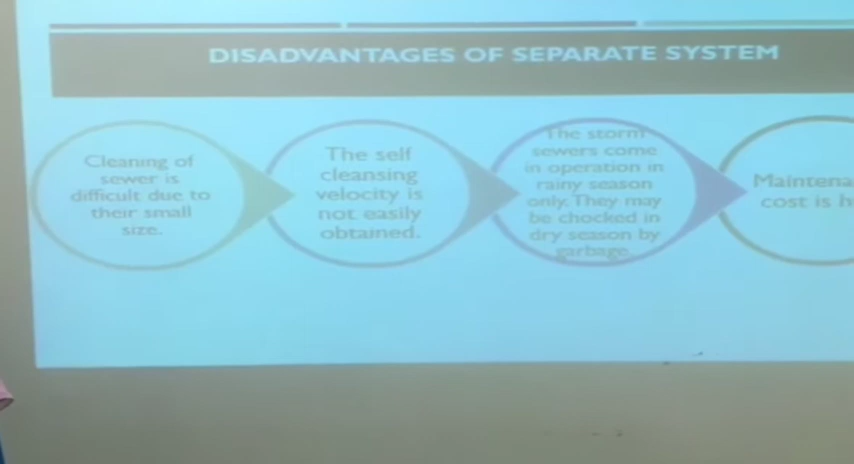 DISADVANTAGES OF SEPARATE SYSTEM
Cleaning of
sewer is
difficult due to
their small
size.
The self
cleansing
velocity is
not easily
obtained.
The storm
sewers come
in operation in
rainy season
only. They may
be chocked in
dry season by
garbage.
cost is